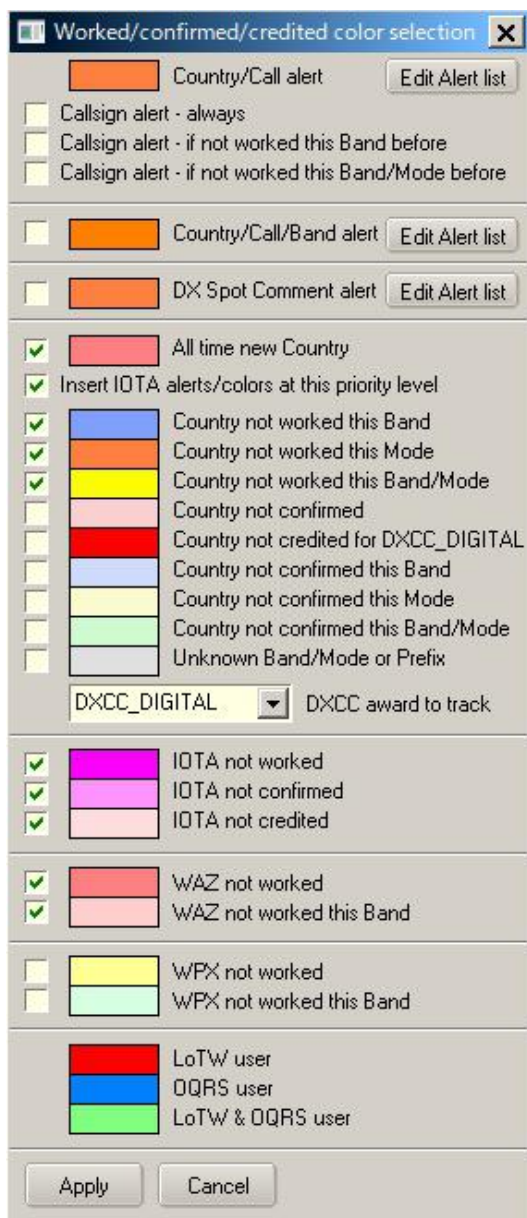 Worked/confirmed/credited color selection
Country/Call alert Edit Alert list
Callsign alert - always
Callsign alert - if not worked this Band before
Callsign alert - if not worked this Band/Mode before
Country/Call/Band alert Edit Alert list
DX Spot Comment alert Edit Alert list
All time new Country
Insert IOTA alerts/colors at this priority level
Country not worked this Band
Country not worked this Mode
Country not worked this Band/Mode
Country not confirmed
Country not credited for DXCC_DIGITAL
Country not confirmed this Band
Country not confirmed this Mode
Country not confirmed this Band/Mode
Unknown Band/Mode or Prefix
DXCC_DIGITAL DXCC award to track
IOTA not worked
IOTA not confirmed
IOTA not credited
WAZ not worked
WAZ not worked this Band
WPX not worked
WPX not worked this Band
LoTW user
OQRS user
LoTW & OQRS user
Apply Cancel